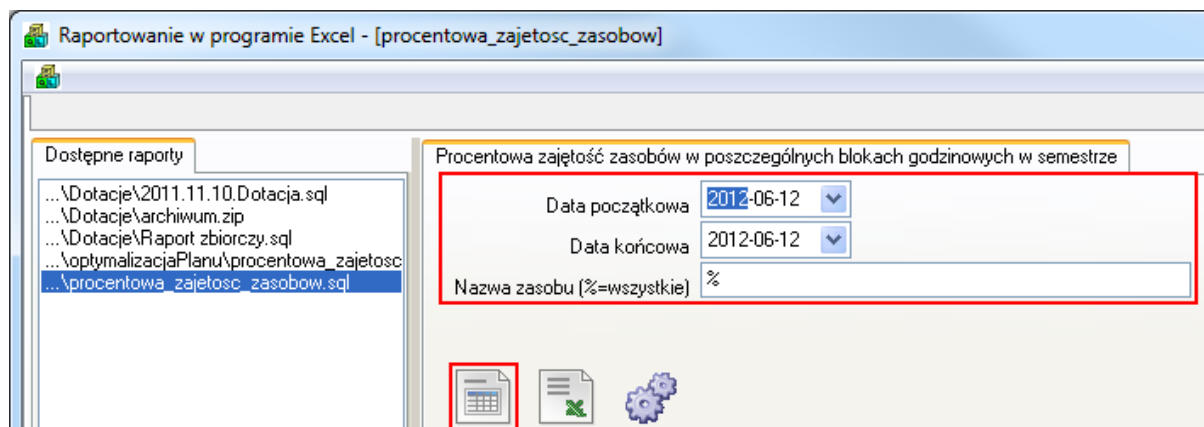 Raportowanie w programie Excel - [procentowa_zajetosc_zasobow]
Dostępne raporty
...\Dotacje\2011.11.10.Dotacja.sql
...\Dotacje\archiwum.zip
...\Dotacje\Raport zbiorczy.sql
...\optymalizacjaPlanu\procentowa_zajetosc
...\procentowa_zajetosc_zasobow.sql
Procentowa zajętość zasobów w poszczególnych blokach godzinowych w semestrze
Data początkowa 2012-06-12
Data końcowa 2012-06-12
Nazwa zasobu (%=wszystkie) %